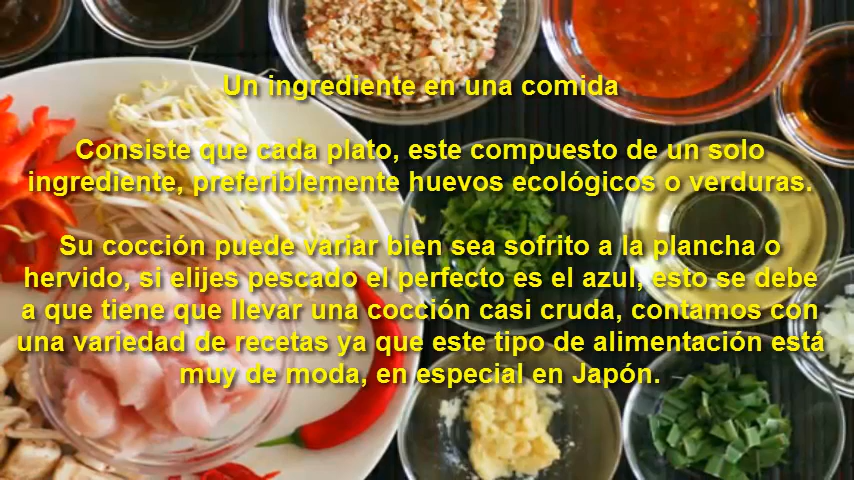 Un ingrediente en una comida
Consiste que cada plato, este compuesto de un solo
ingrediente, preferiblemente huevos ecológicos o verduras.
Su cocción puede variar bien sea sofrito a la plancha o
hervido, si elijes pescado el perfecto es el azul, esto se debe
a que tiene que llevar una cocción casi cruda, contamos con
una variedad de recetas ya que este tipo de alimentación está
muy de moda, en especial en Japón.